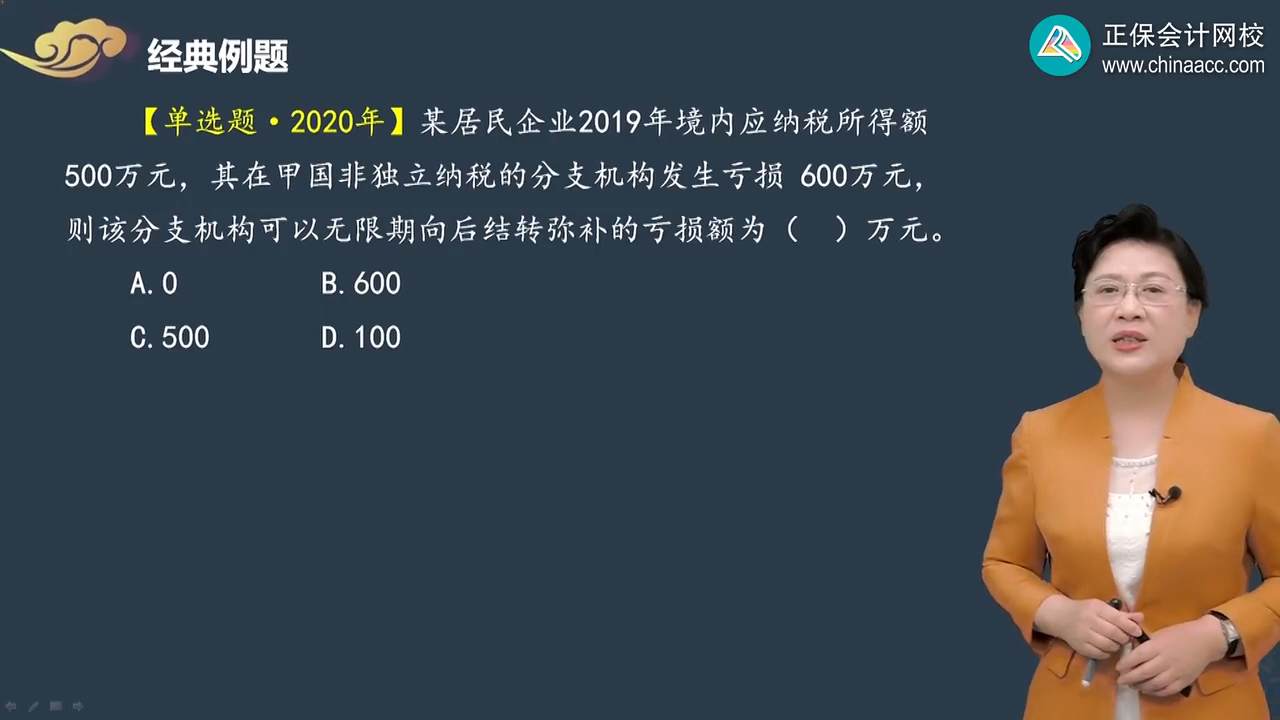 经典例题
正保会计网校
www.chinaacc.com
【单选题·2020年】某居民企业2019年境内应纳税所得额
500万元，其在甲国非独立纳税的分支机构发生亏损 600万元，
则该分支机构可以无限期向后结转弥补的亏损额为（ ）万元。
A.0 B.600
C.500 D.100